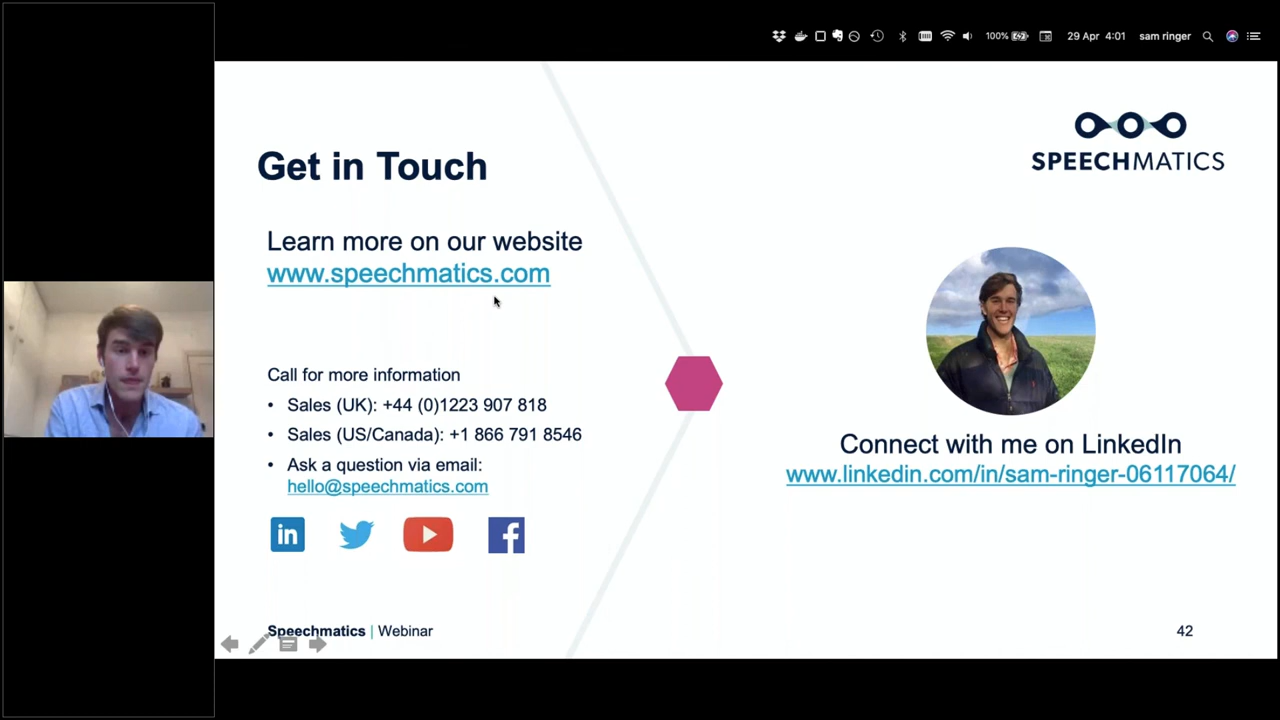 100% 29 Apr 4:01 sam ringer
SPEECHMATICS
Get in Touch
Learn more on our website
www.speechmatics.com
Call for more information
• Sales (UK): +44 (0)1223 907 818
• Sales (US/Canada): +1 866 791 8546
• Ask a question via email:
hello@speechmatics.com
in
f
Connect with me on LinkedIn
www.linkedin.com/in/sam-ringer-06117064/
Speechmatics | Webinar
42